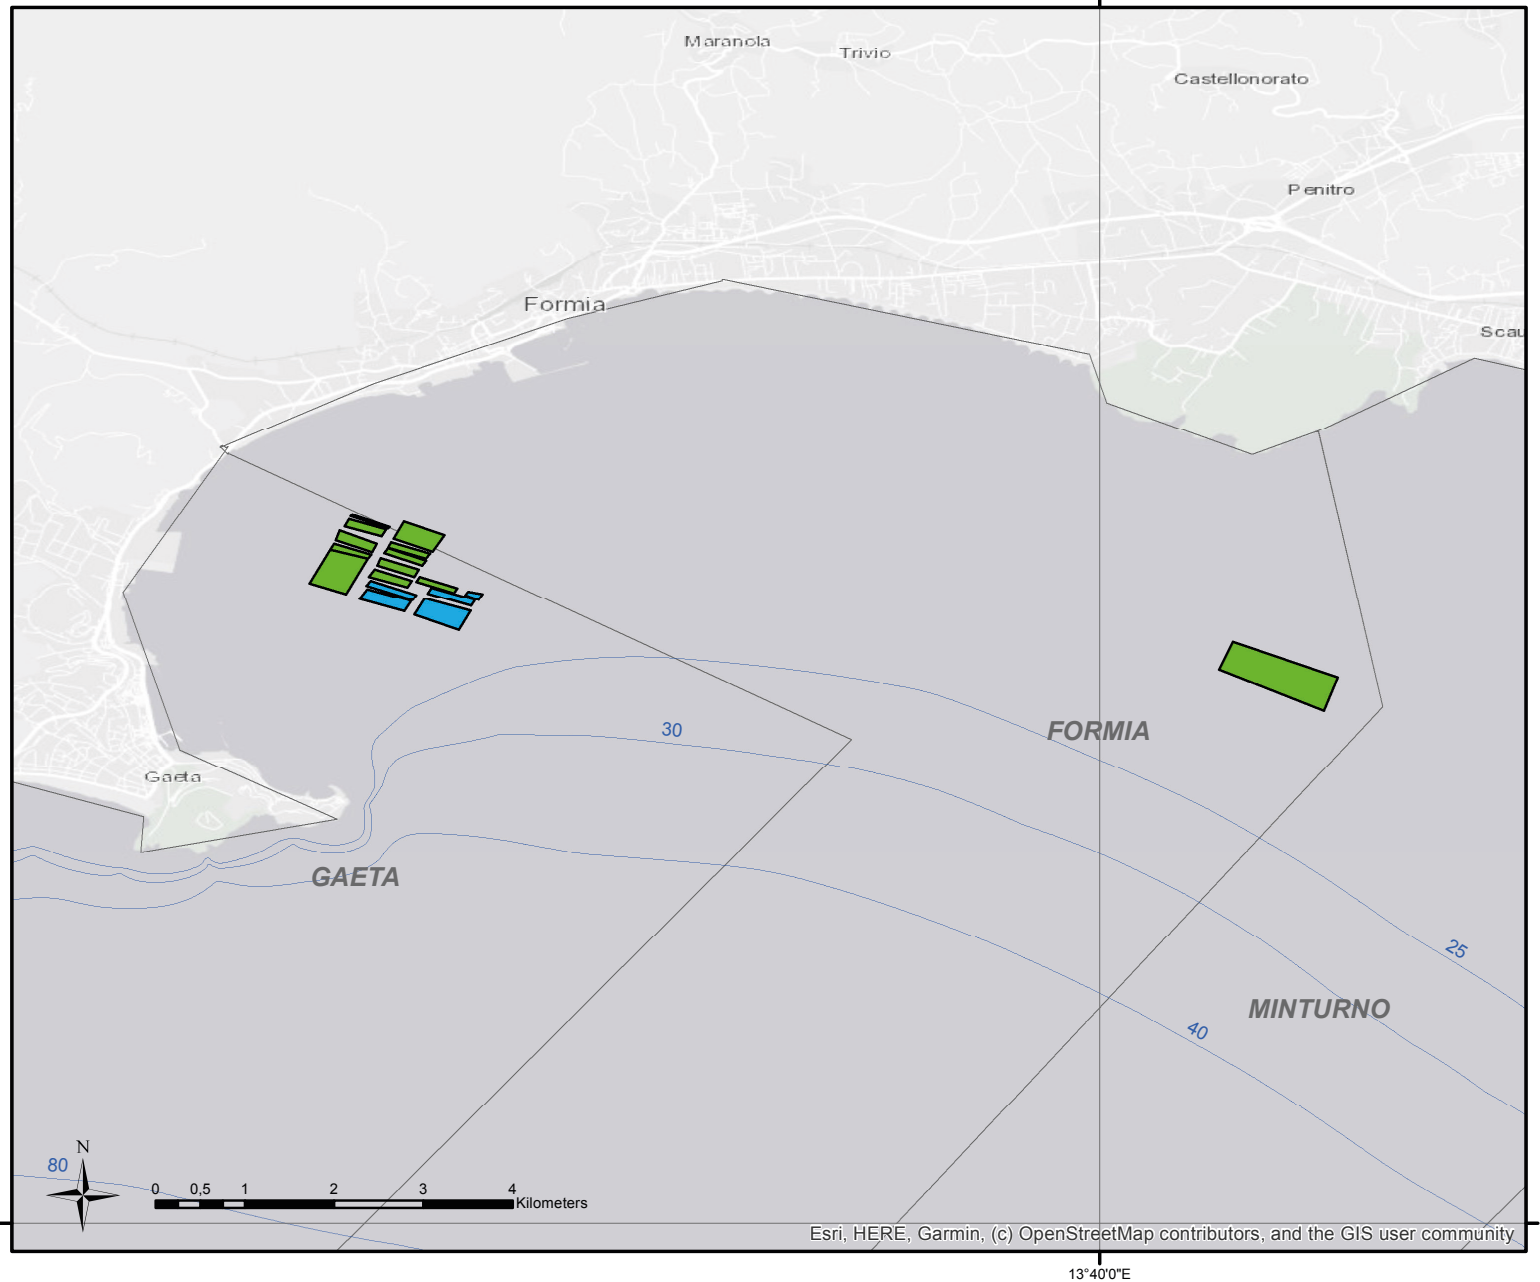 Maranola
Trivio
Castellonorato
Penitro
Formia
Scau
30
FORMIA
Gaeta
GAETA
25
MINTURNO
40
N
80
0 0,5 1 2 3 4
Kilometers
Esri, HERE, Garmin, (c) OpenStreetMap contributors, and the GIS user community
13°40'0"E